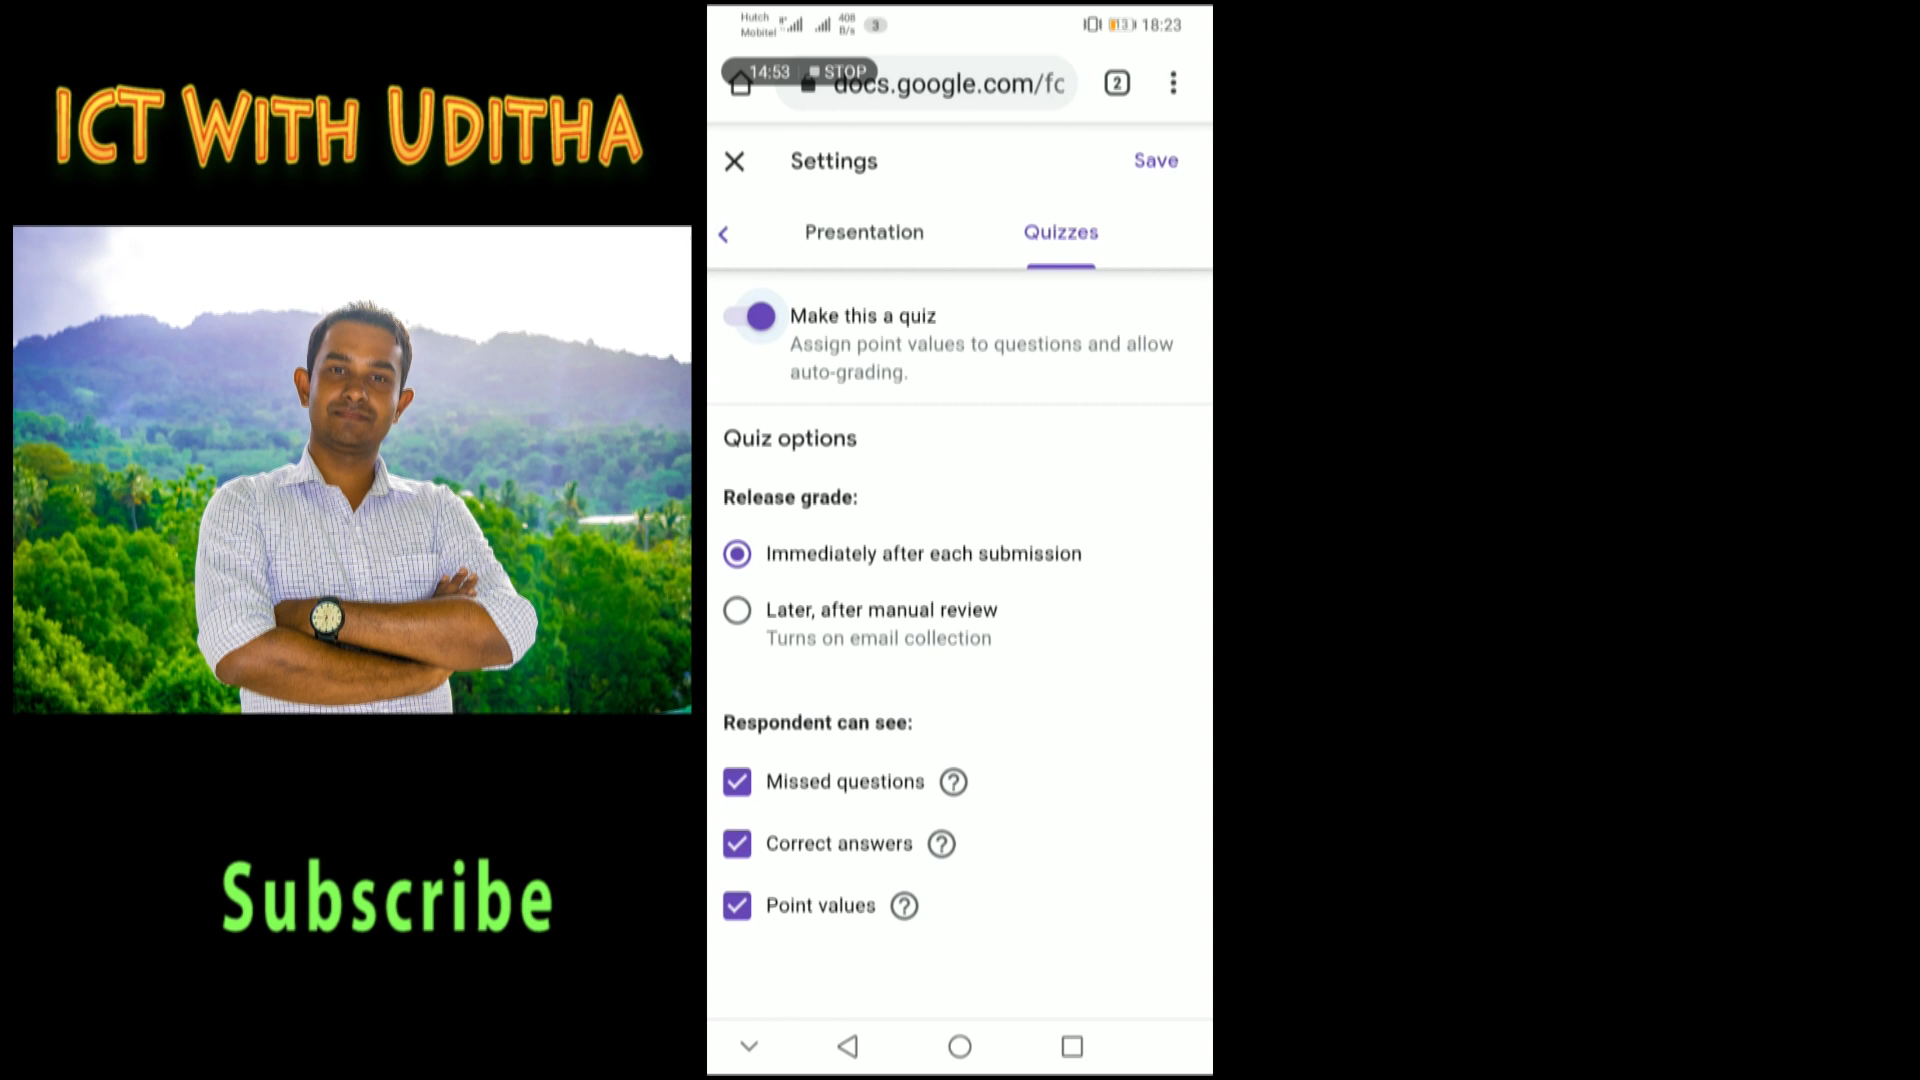 ICT WITH UDITHA
Subscribe
Hutch
Mobitel
408
B/s
3
13
18:23
14:53 STOP
docs.google.com/fc
2
Settings
Save
Presentation
Quizzes
Make this a quiz
Assign point values to questions and allow
auto-grading.
Quiz options
Release grade:
Immediately after each submission
Later, after manual review
Turns on email collection
Respondent can see:
Missed questions
Correct answers
Point values